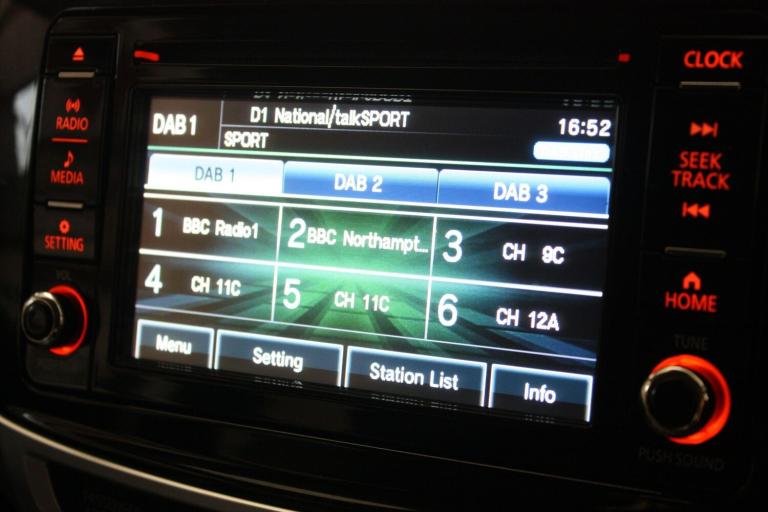 CLOCK
RADIO
MEDIA
SETTING
VOL
DAB1
D1 National/talkSPORT
SPORT
16:52
DAB 1
DAB 2
DAB 3
1 BBC Radio1
2 BBC Northampt...
3 CH 9C
4 CH 11C
5 CH 11C
6 CH 12A
Menu
Setting
Station List
Info
SEEK
TRACK
HOME
TUNE
PUSH SOUND